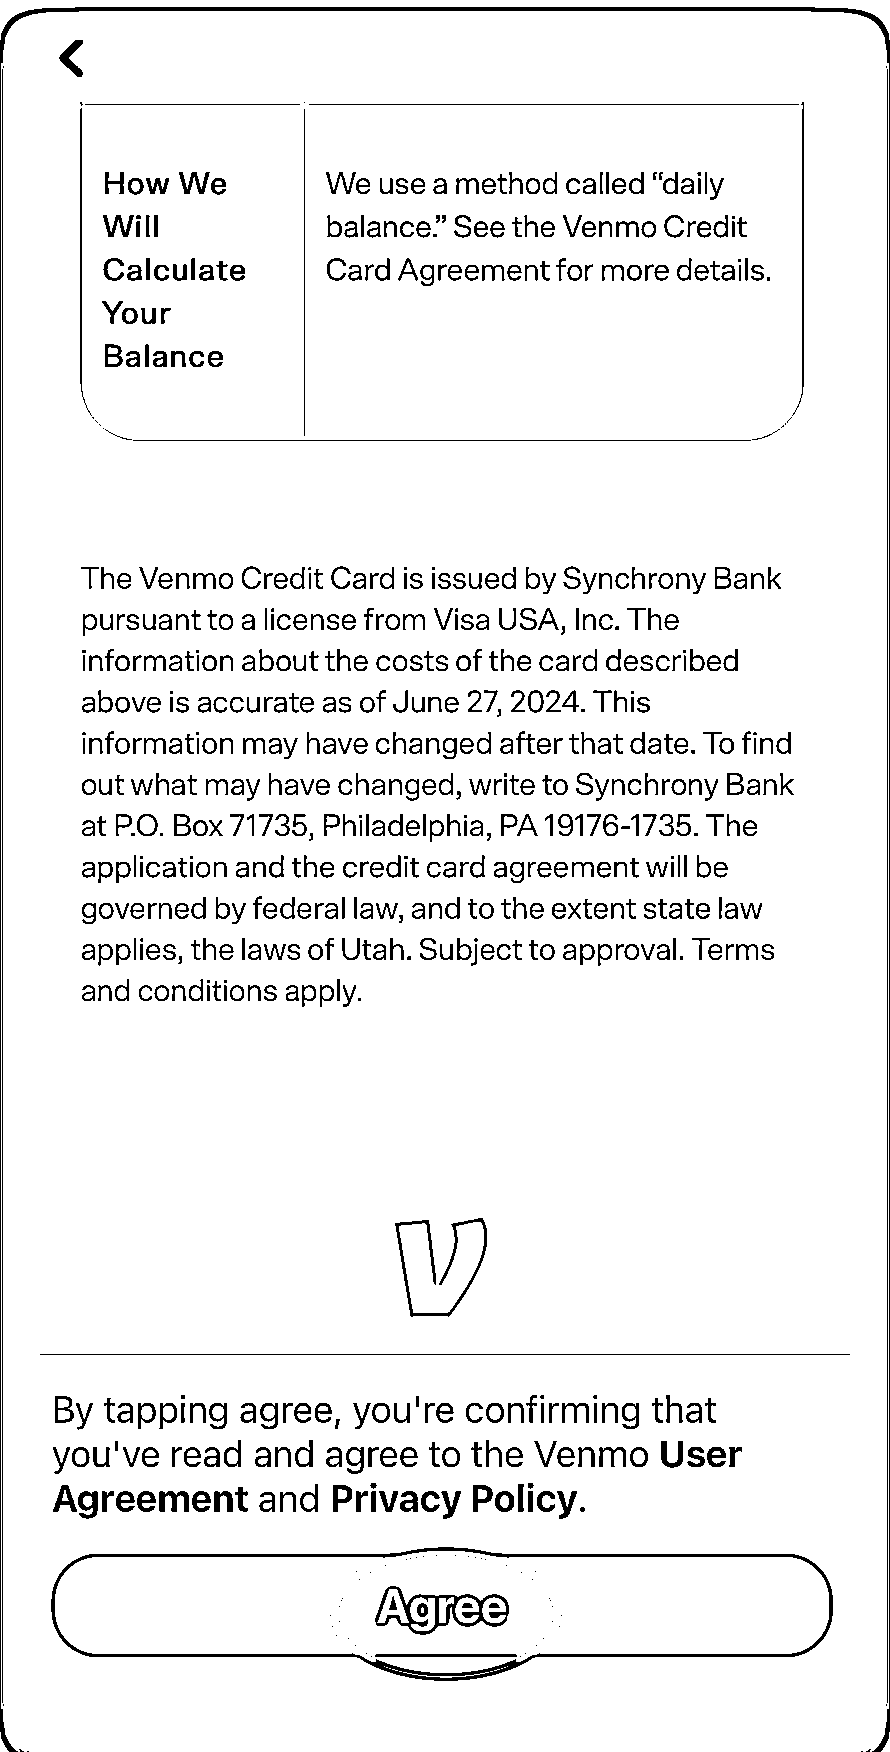 How We
Will
Calculate
Your
Balance
We use a method called “daily
balance.” See the Venmo Credit
Card Agreement for more details.
The Venmo Credit Card is issued by Synchrony Bank
pursuant to a license from Visa USA, Inc. The
information about the costs of the card described
above is accurate as of June 27, 2024. This
information may have changed after that date. To find
out what may have changed, write to Synchrony Bank
at P.O. Box 71735, Philadelphia, PA 19176-1735. The
application and the credit card agreement will be
governed by federal law, and to the extent state law
applies, the laws of Utah. Subject to approval. Terms
and conditions apply.
V
By tapping agree, you're confirming that
you've read and agree to the Venmo User
Agreement and Privacy Policy.
Agree